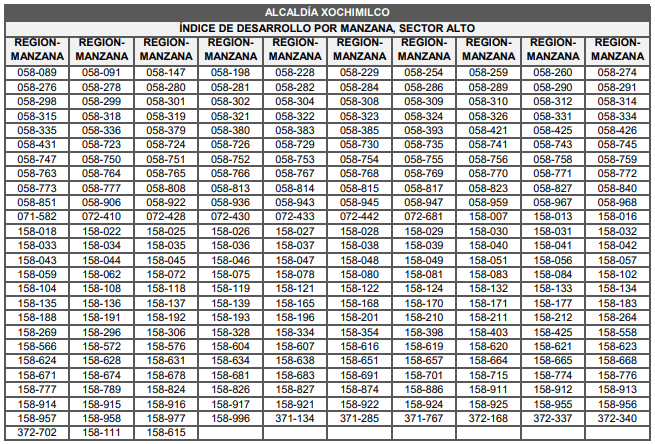 ALCALDÍA XOCHIMILCO
ÍNDICE DE DESARROLLO POR MANZANA, SECTOR ALTO
REGION-MANZANA REGION-MANZANA REGION-MANZANA REGION-MANZANA REGION-MANZANA REGION-MANZANA REGION-MANZANA REGION-MANZANA REGION-MANZANA REGION-MANZANA
058-089 058-091 058-147 058-198 058-228 058-229 058-254 058-259 058-260 058-274
058-276 058-278 058-280 058-281 058-282 058-284 058-286 058-289 058-290 058-291
058-298 058-299 058-301 058-302 058-304 058-308 058-309 058-310 058-312 058-314
058-315 058-318 058-319 058-321 058-322 058-323 058-324 058-326 058-331 058-334
058-335 058-336 058-379 058-380 058-383 058-385 058-393 058-421 058-425 058-426
058-431 058-723 058-724 058-726 058-729 058-730 058-735 058-741 058-743 058-745
058-747 058-750 058-751 058-752 058-753 058-754 058-755 058-756 058-758 058-759
058-763 058-764 058-765 058-766 058-767 058-768 058-769 058-770 058-771 058-772
058-773 058-777 058-808 058-813 058-814 058-815 058-817 058-823 058-827 058-840
058-851 058-906 058-922 058-936 058-943 058-945 058-947 058-959 058-967 058-968
071-582 072-410 072-428 072-430 072-433 072-442 072-681 158-007 158-013 158-016
158-018 158-022 158-025 158-026 158-027 158-028 158-029 158-030 158-031 158-032
158-033 158-034 158-035 158-036 158-037 158-038 158-039 158-040 158-041 158-042
158-043 158-044 158-045 158-046 158-047 158-048 158-049 158-051 158-056 158-057
158-059 158-062 158-072 158-075 158-078 158-080 158-081 158-083 158-084 158-102
158-104 158-108 158-118 158-119 158-121 158-122 158-124 158-132 158-133 158-134
158-135 158-136 158-137 158-139 158-165 158-168 158-170 158-171 158-177 158-183
158-188 158-191 158-192 158-193 158-196 158-201 158-210 158-211 158-212 158-264
158-269 158-296 158-306 158-328 158-334 158-354 158-398 158-403 158-425 158-558
158-566 158-572 158-576 158-604 158-607 158-616 158-619 158-620 158-621 158-623
158-624 158-628 158-631 158-634 158-638 158-651 158-657 158-664 158-665 158-668
158-671 158-674 158-678 158-681 158-683 158-691 158-701 158-715 158-774 158-776
158-777 158-789 158-824 158-826 158-827 158-874 158-886 158-911 158-912 158-913
158-914 158-915 158-916 158-917 158-921 158-922 158-924 158-925 158-955 158-956
158-957 158-958 158-977 158-996 371-134 371-285 371-767 372-168 372-337 372-340
372-702 158-111 158-615